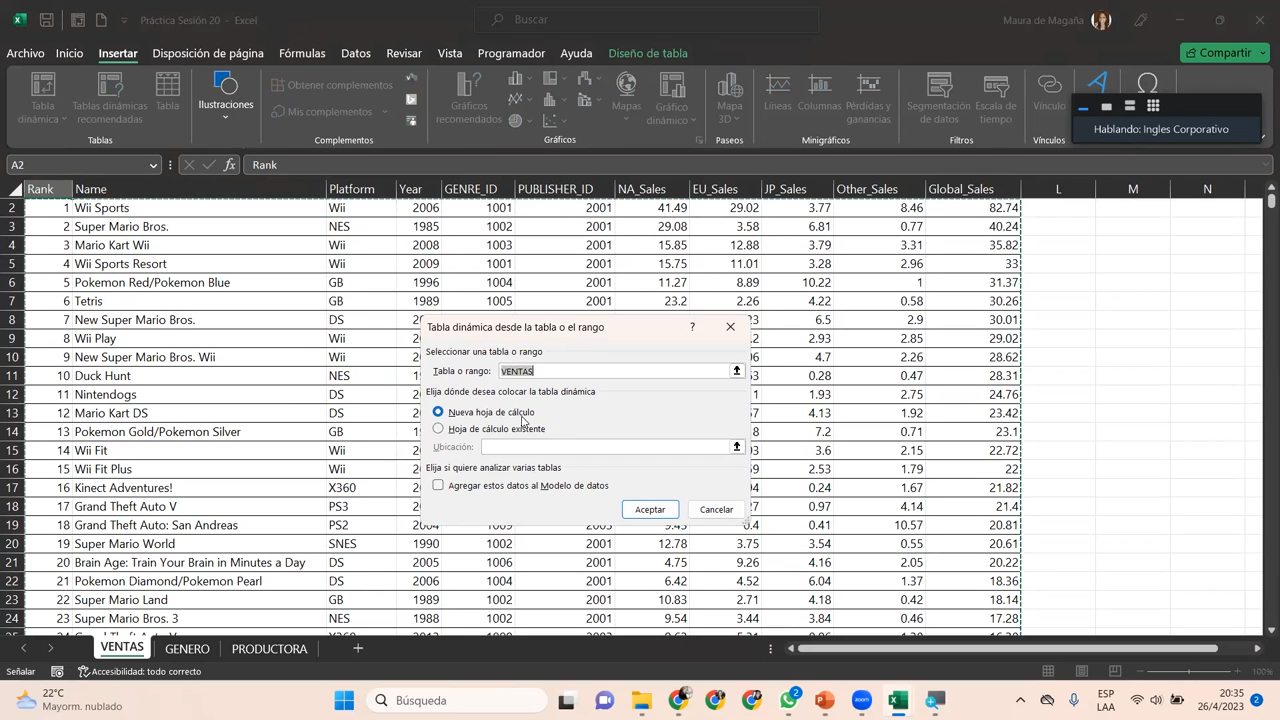 Práctica Sesión 20 - Excel
Buscar
Maura de Magaña
Archivo Inicio Insertar Disposición de página Fórmulas Datos Revisar Vista Programador Ayuda Diseño de tabla
Compartir
Tabla dinámica
Tablas dinámicas recomendadas
Tabla
Tablas
Ilustraciones
Obtener complementos
Mis complemento
Complementos
Gráficos recomendados
Mapas
Gráfico dinámico
Gráficos
Mapa 3D
Paseos
Líneas
Columnas
Pérdidas y ganancias
Minigráficos
Segmentación de datos
Escala de tiempo
Filtros
Vínculo
Vínculos
Hablando: Ingles Corporativo
A2
fx
Rank
Rank Name Platform Year GENRE_ID PUBLISHER_ID NA_Sales EU_Sales JP_Sales Other_Sales Global_Sales L M N
2 1 Wii Sports Wii 2006 1001 2001 41.49 29.02 3.77 8.46 82.74
3 2 Super Mario Bros. NES 1985 1002 2001 29.08 3.58 6.81 0.77 40.24
4 3 Mario Kart Wii Wii 2008 1003 2001 15.85 12.88 3.79 3.31 35.82
5 4 Wii Sports Resort Wii 2009 1001 2001 15.75 11.01 3.28 2.96 33
6 5 Pokemon Red/Pokemon Blue GB 1996 1004 2001 11.27 8.89 10.22 1 31.37
7 6 Tetris GB 1989 1005 2001 23.2 2.26 4.22 0.58 30.26
8 7 New Super Mario Bros. DS 6.5 2.9 30.01
9 8 Wii Play Wii 2.93 2.85 29.02
10 9 New Super Mario Bros. Wii Wii 4.7 2.26 28.62
11 10 Duck Hunt NES 0.28 0.47 28.31
12 11 Nintendogs DS 1.93 2.75 24.76
13 12 Mario Kart DS DS 4.13 1.92 23.42
14 13 Pokemon Gold/Pokemon Silver GB 7.2 0.71 23.1
15 14 Wii Fit Wii 3.6 2.15 22.72
16 15 Wii Fit Plus Wii 2.53 1.79 22
17 16 Kinect Adventures! X360 0.24 1.67 21.82
18 17 Grand Theft Auto V PS3 0.97 4.14 21.4
19 18 Grand Theft Auto: San Andreas PS2 0.41 10.57 20.81
20 19 Super Mario World SNES 1990 1002 2001 12.78 3.75 3.54 0.55 20.61
21 20 Brain Age: Train Your Brain in Minutes a Day DS 2005 1006 2001 4.75 9.26 4.16 2.05 20.22
22 21 Pokemon Diamond/Pokemon Pearl DS 2006 1004 2001 6.42 4.52 6.04 1.37 18.36
23 22 Super Mario Land GB 1989 1002 2001 10.83 2.71 4.18 0.42 18.14
24 23 Super Mario Bros. 3 NES 1988 1002 2001 9.54 3.44 3.84 0.46 17.28
Tabla dinámica desde la tabla o el rango ?
Seleccionar una tabla o rango
Tabla o rango: VENTAS
Elija dónde desea colocar la tabla dinámica
Nueva hoja de cálculo
Hoja de cálculo existente
Ubicación:
Elija si quiere analizar varias tablas
Agregar estos datos al Modelo de datos
Aceptar Cancelar
VENTAS GENERO PRODUCTORA
Señalar Accesibilidad: todo correcto 100%
22°C
Mayorm. nublado
Búsqueda
2
zoom
ESP
LAA
20:35
26/4/2023